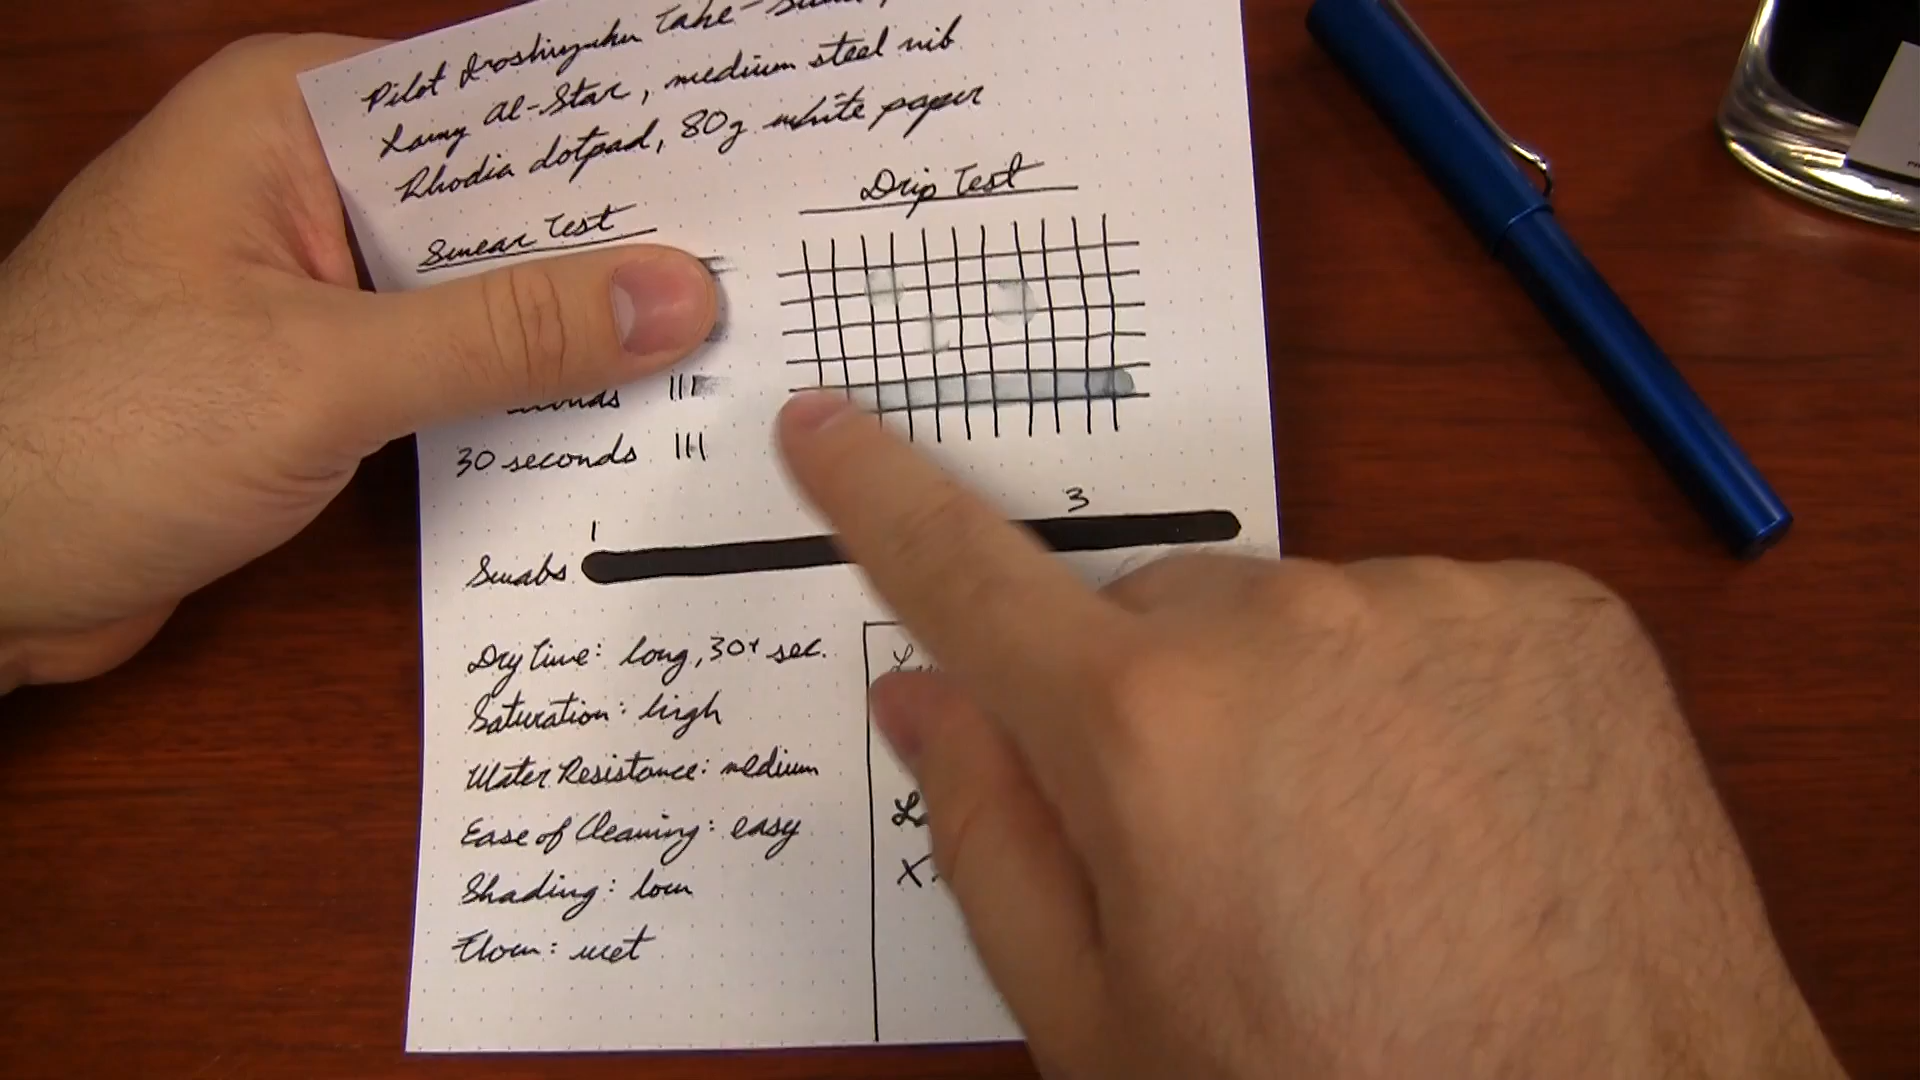 Pilot Iroshizuku Take-Sumi
Lamy Al-Star, medium steel nib
Rhodia dotpad, 80g white paper
Smear Test
Drip Test
30 seconds
1
3
Swabs
Dry Time: long, 30+ sec.
Saturation: high
Water Resistance: medium
Ease of Cleaning: easy
Shading: low
Flow: wet